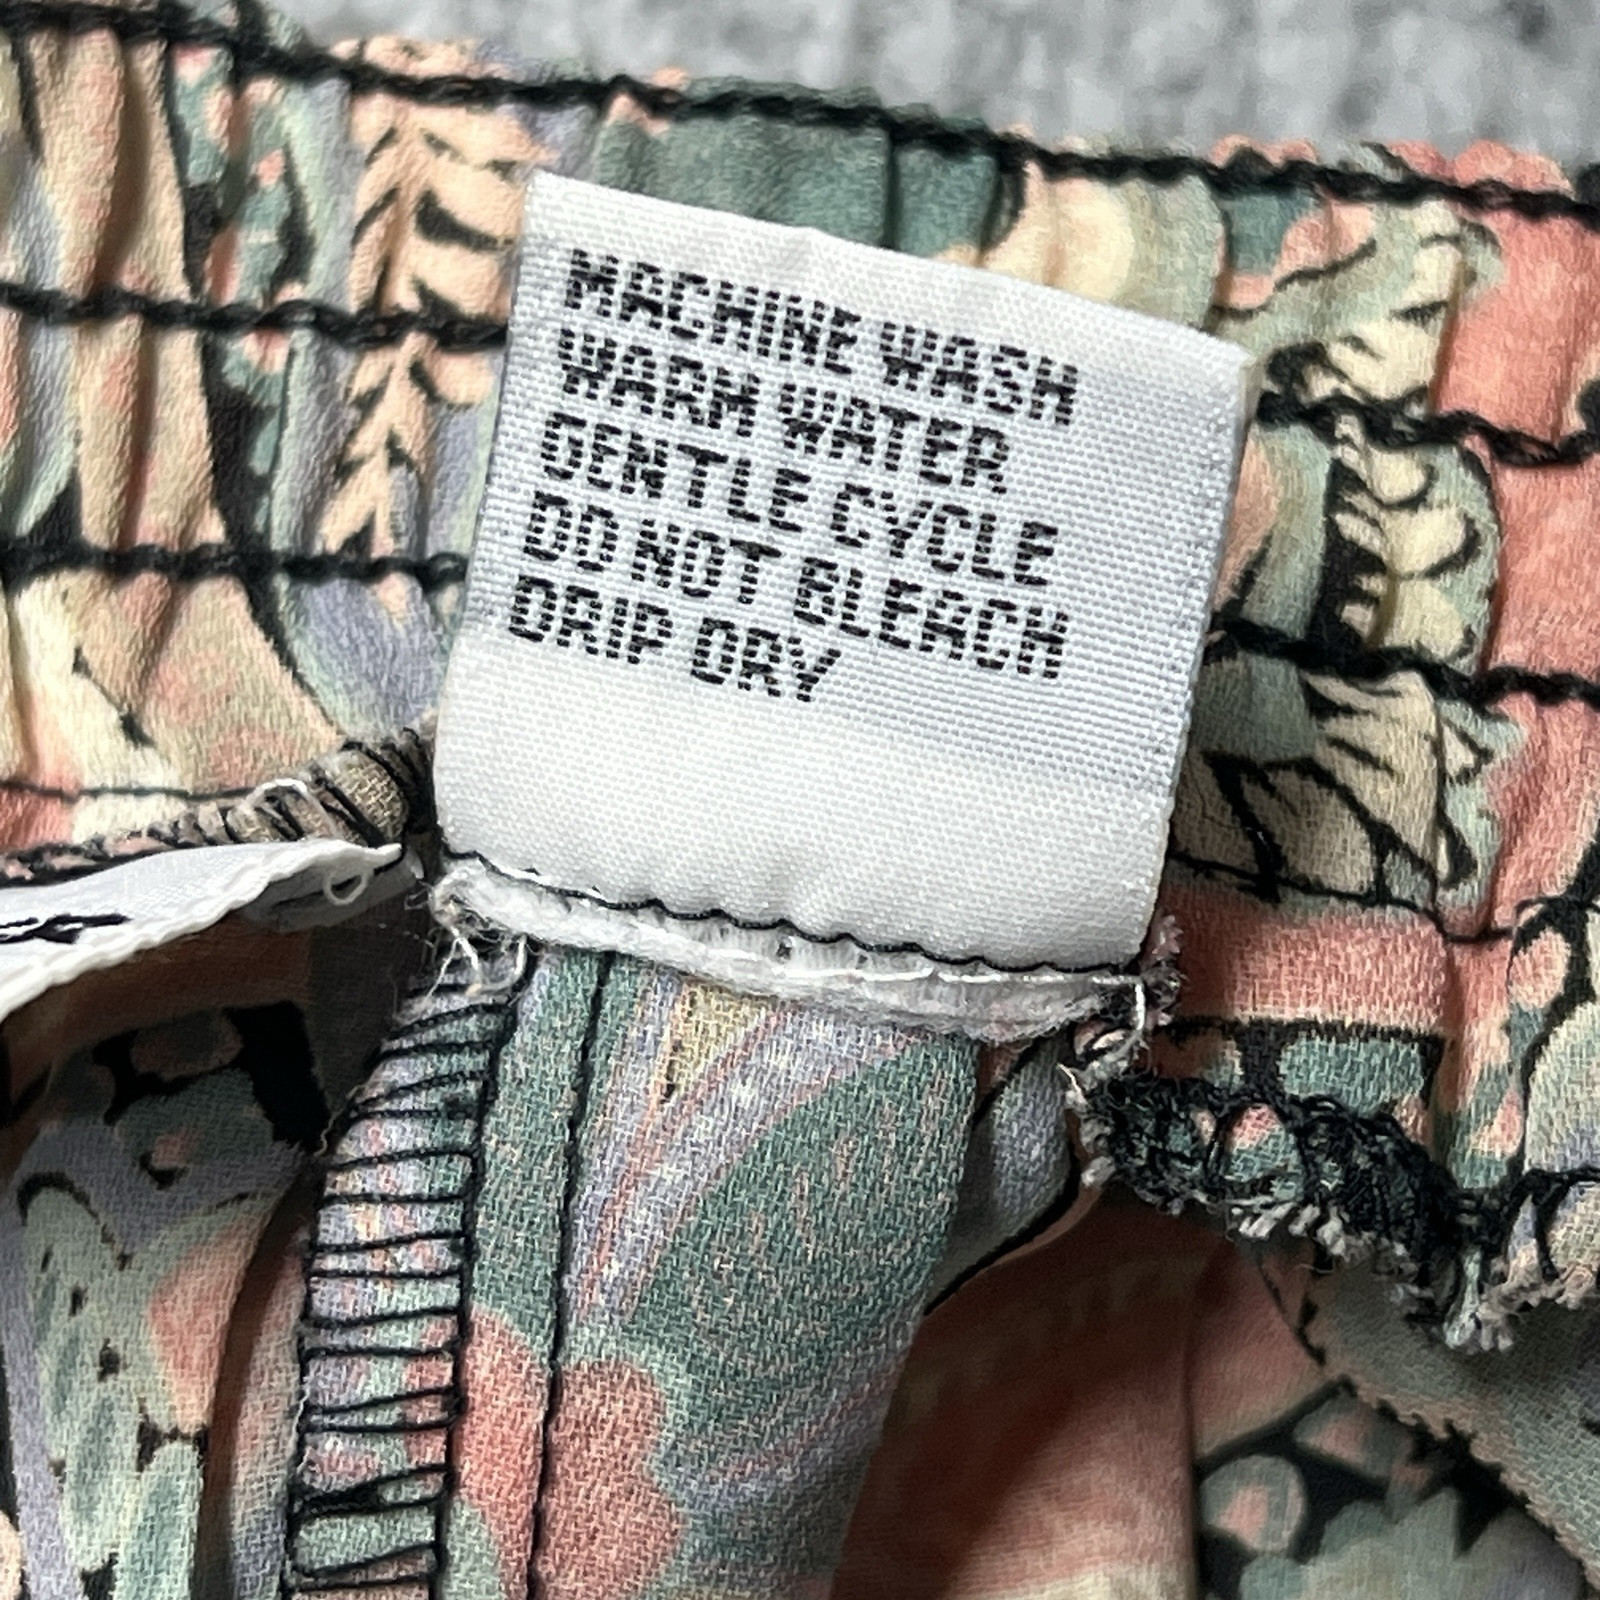 MACHINE WASH
WARM WATER
GENTLE CYCLE
DO NOT BLEACH
DRIP DRY